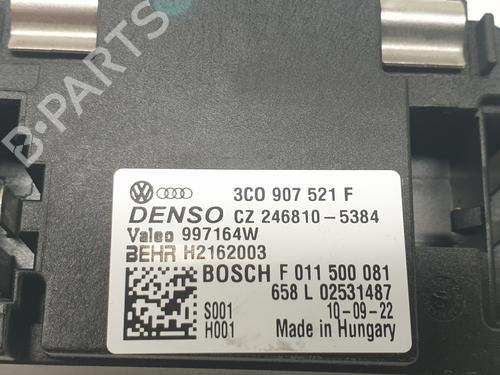 B-PARTS
3C0 907 521 F
DENSO CZ 246810-5384
Valeo 997164W
BEHR H2162003
BOSCH F 011 500 081
658 L 02531487
S001 10-09-22
H001 Made in Hungary